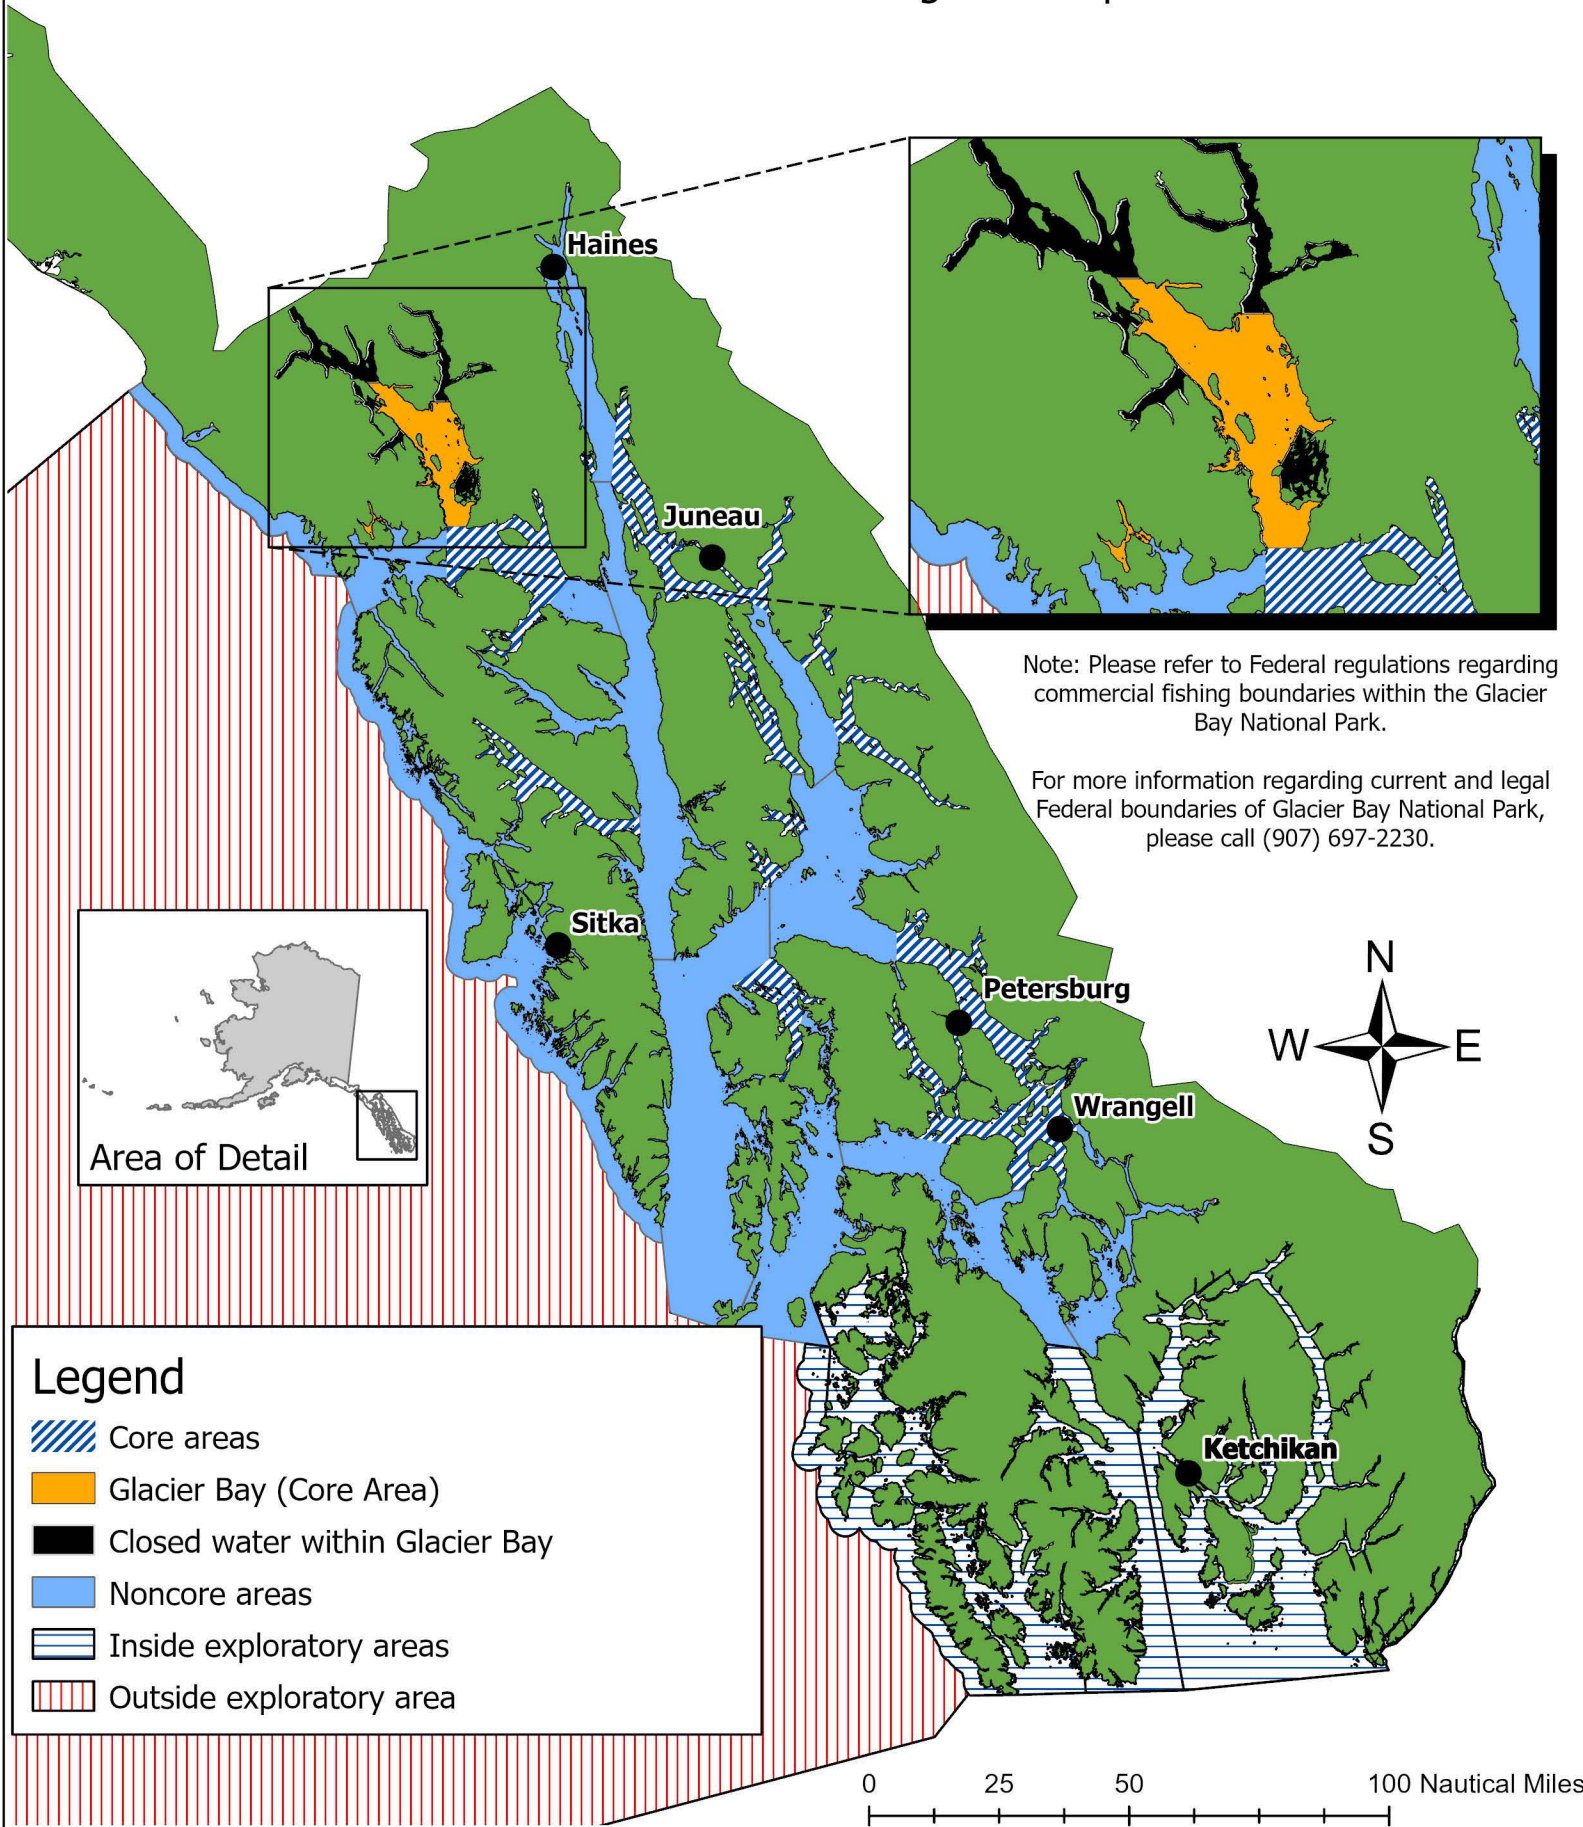 Haines
Juneau
Note: Please refer to Federal regulations regarding
commercial fishing boundaries within the Glacier
Bay National Park.
For more information regarding current and legal
Federal boundaries of Glacier Bay National Park,
please call (907) 697-2230.
Sitka
Petersburg
N
W
E
S
Wrangell
Area of Detail
Ketchikan
Legend
Core areas
Glacier Bay (Core Area)
Closed water within Glacier Bay
Noncore areas
Inside exploratory areas
Outside exploratory area
0 25 50 100 Nautical Miles